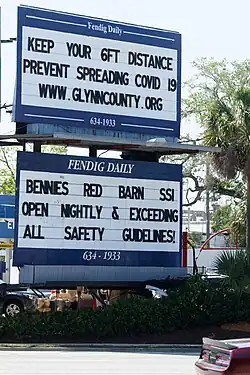 Fendig Daily
KEEP YOUR 6FT DISTANCE
PREVENT SPREADING COVID 19
WWW.GLYNNCOUNTY.ORG
634-1933
FENDIG DAILY
BENNIES RED BARN SSI
OPEN NIGHTLY & EXCEEDING
ALL SAFETY GUIDELINES!
634 - 1933